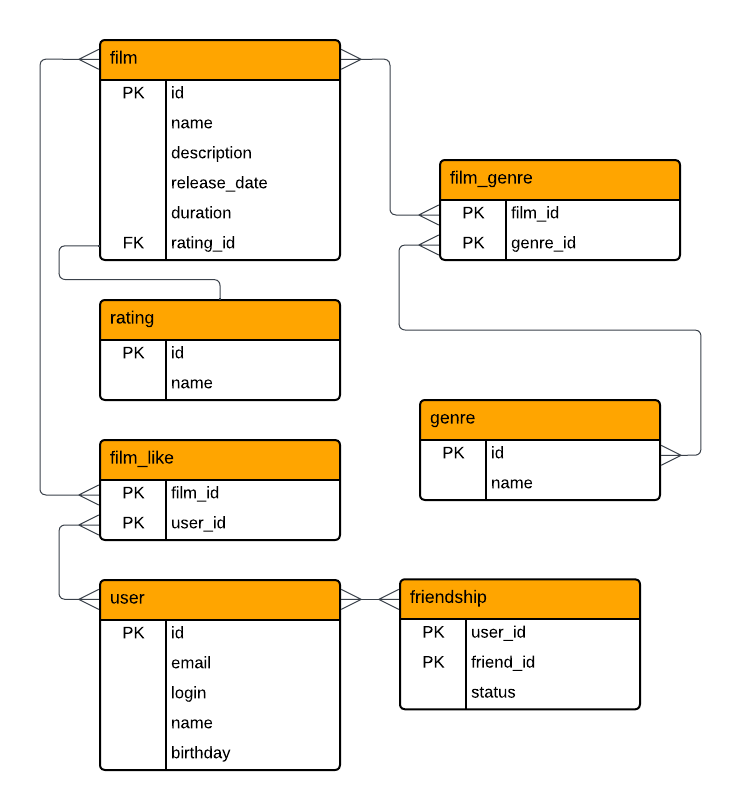 film
PK id
name
description
release_date
duration
FK rating_id
film_genre
PK film_id
PK genre_id
rating
PK id
name
genre
PK id
name
film_like
PK film_id
PK user_id
user
PK id
email
login
name
birthday
friendship
PK user_id
PK friend_id
status